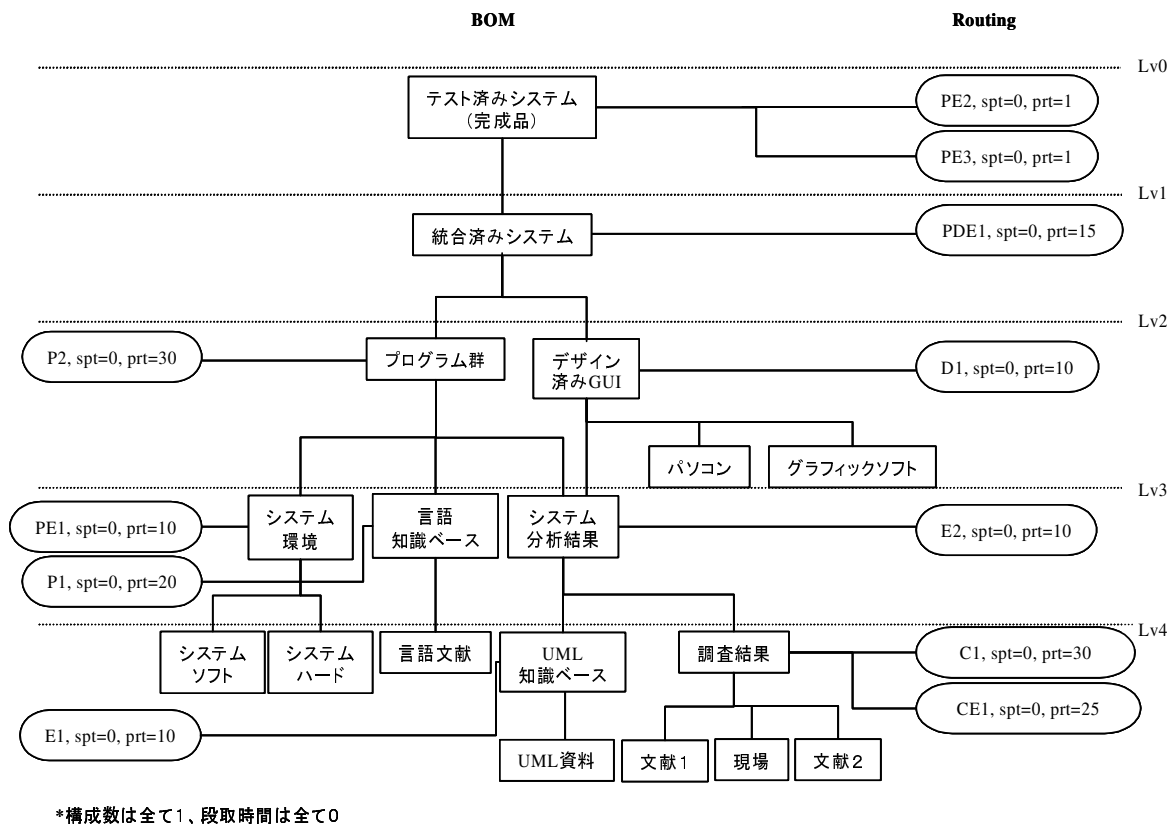 BOM
Routing
Lv0
テスト済みシステム
(完成品)
PE2, spt=0, prt=1
PE3, spt=0, prt=1
Lv1
統合済みシステム
PDE1, spt=0, prt=15
Lv2
P2, spt=0, prt=30
プログラム群
デザイン
済みGUI
D1, spt=0, prt=10
パソコン
グラフィックソフト
Lv3
PE1, spt=0, prt=10
システム
環境
言語
知識ベース
システム
分析結果
E2, spt=0, prt=10
P1, spt=0, prt=20
Lv4
システム
ソフト
システム
ハード
言語文献
UML
知識ベース
調査結果
C1, spt=0, prt=30
CE1, spt=0, prt=25
E1, spt=0, prt=10
UML資料
文献1
現場
文献2
*構成数は全て1、段取時間は全て0